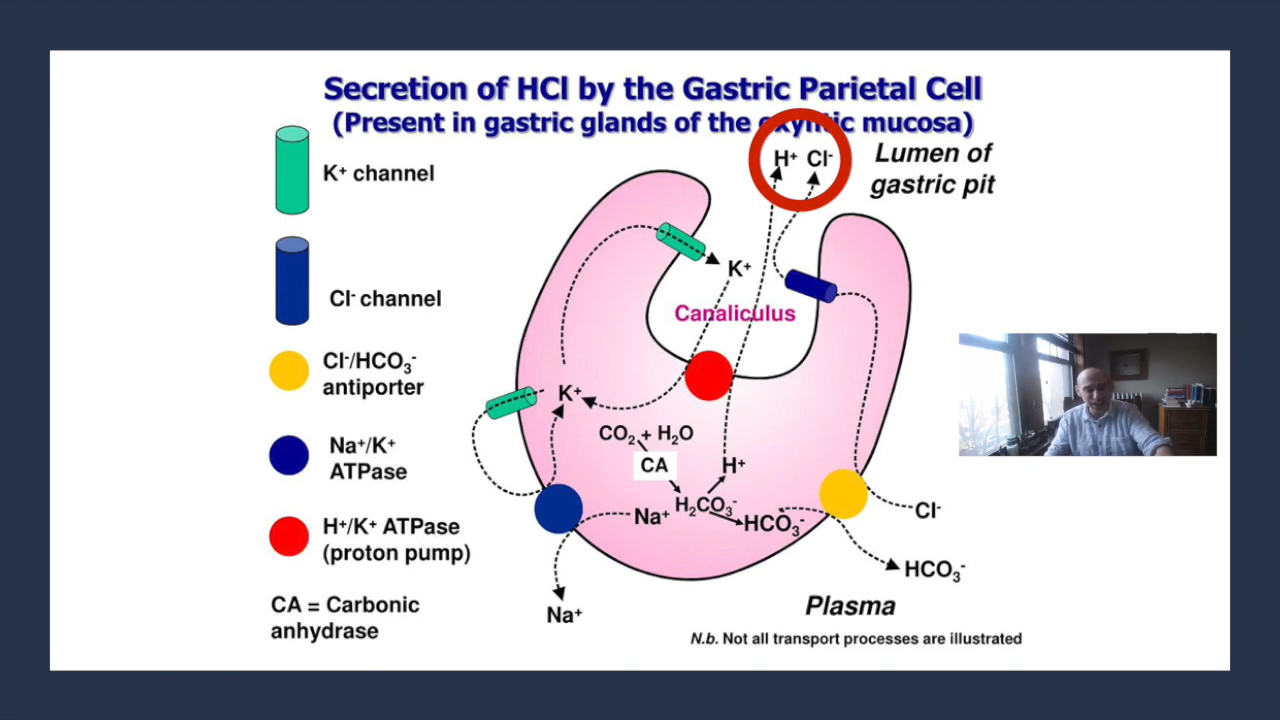 Secretion of HCl by the Gastric Parietal Cell
(Present in gastric glands of the oxyntic mucosa)
H⁺ Cl⁻
Lumen of
gastric pit
K⁺ channel
K⁺
Canaliculus
Cl⁻ channel
Cl⁻/HCO₃⁻
antiporter
K⁺
CO₂ + H₂O
CA
H⁺
Na⁺/K⁺
ATPase
H₂CO₃⁻
Na⁺
HCO₃⁻
Cl⁻
H⁺/K⁺ ATPase
(proton pump)
HCO₃⁻
CA = Carbonic
anhydrase
Na⁺
Plasma
N.b. Not all transport processes are illustrated